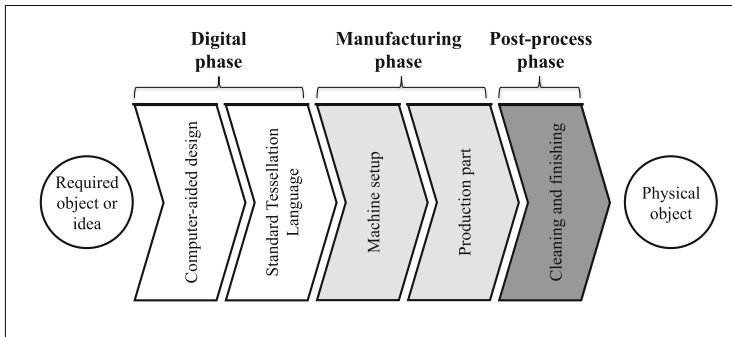 Digital
phase
Manufacturing
phase
Post-process
phase
Required
object or
idea
Computer-aided design
Standard Tessellation
Language
Machine setup
Production part
Cleaning and finishing
Physical
object